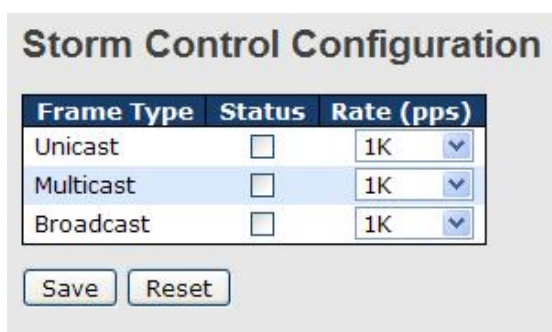 Storm Control Configuration
Frame Type Status Rate (pps)
Unicast 1K
Multicast 1K
Broadcast 1K
Save Reset